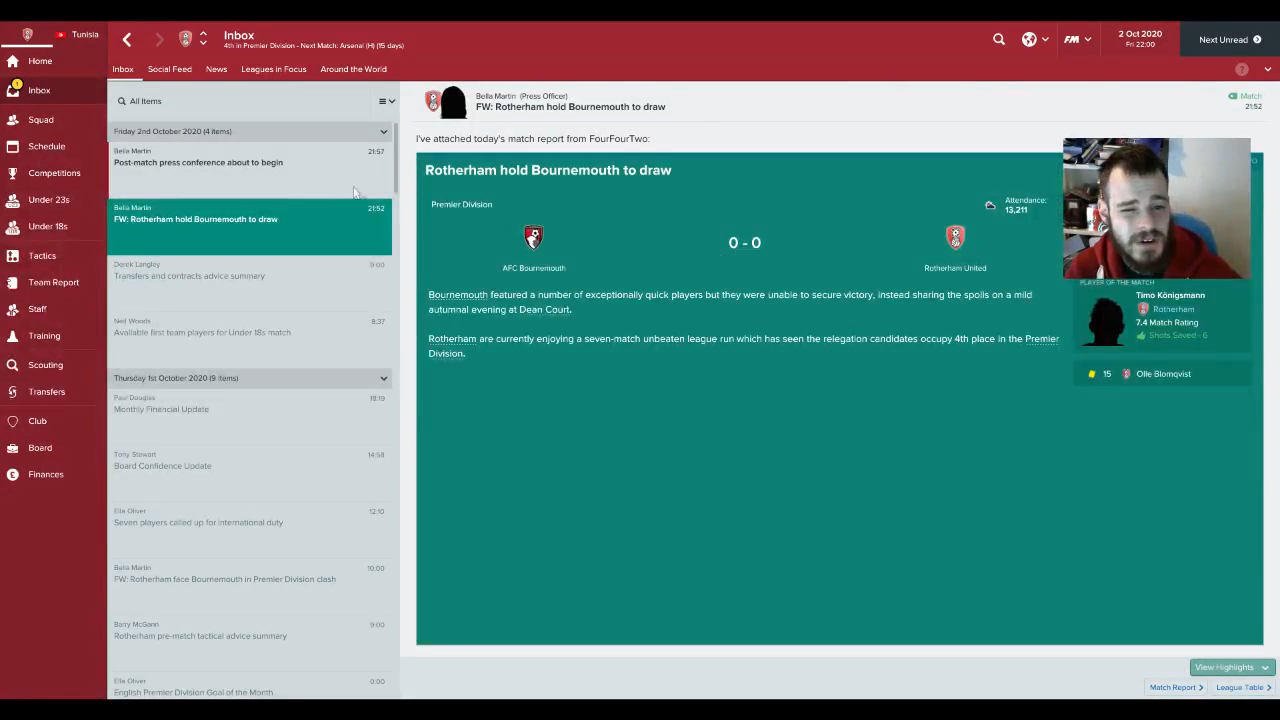 Tunisia
Inbox
4th in Premier Division - Next Match: Arsenal (H) (15 days)
FM
2 Oct 2020
Fri 22:00
Next Unread
Inbox
Social Feed
News
Leagues in Focus
Around the World
?
Home
1
Inbox
Squad
Schedule
Competitions
Under 23s
Under 18s
Tactics
Team Report
Staff
Training
Scouting
Transfers
Club
Board
Finances
All Items
Friday 2nd October 2020 (4 items)
Bella Martin 21:57
Post-match press conference about to begin
Bella Martin 21:52
FW: Rotherham hold Bournemouth to draw
Derek Langley 9:00
Transfers and contracts advice summary
Neil Woods 8:37
Available first team players for Under 18s match
Thursday 1st October 2020 (9 items)
Paul Douglas 18:19
Monthly Financial Update
Tony Stewart 14:58
Board Confidence Update
Elle Oliver 12:10
Seven players called up for international duty
Bella Martin 10:00
FW: Rotherham face Bournemouth in Premier Division clash
Barry McGann 9:00
Rotherham pre-match tactical advice summary
Elle Oliver 0:00
English Premier Division Goal of the Month
Bella Martin (Press Officer)
FW: Rotherham hold Bournemouth to draw
Match
21:52
I've attached today's match report from FourFourTwo:
Rotherham hold Bournemouth to draw
Premier Division
Attendance:
13,211
0 - 0
AFC Bournemouth
Rotherham United
Bournemouth featured a number of exceptionally quick players but they were unable to secure victory, instead sharing the spoils on a mild
autumnal evening at Dean Court.
Rotherham are currently enjoying a seven-match unbeaten league run which has seen the relegation candidates occupy 4th place in the Premier
Division.
PLAYER OF THE MATCH
Timo Königsmann
Rotherham
7.4 Match Rating
Shots Saved - 6
15 Olle Blomqvist
View Highlights
Match Report
League Table